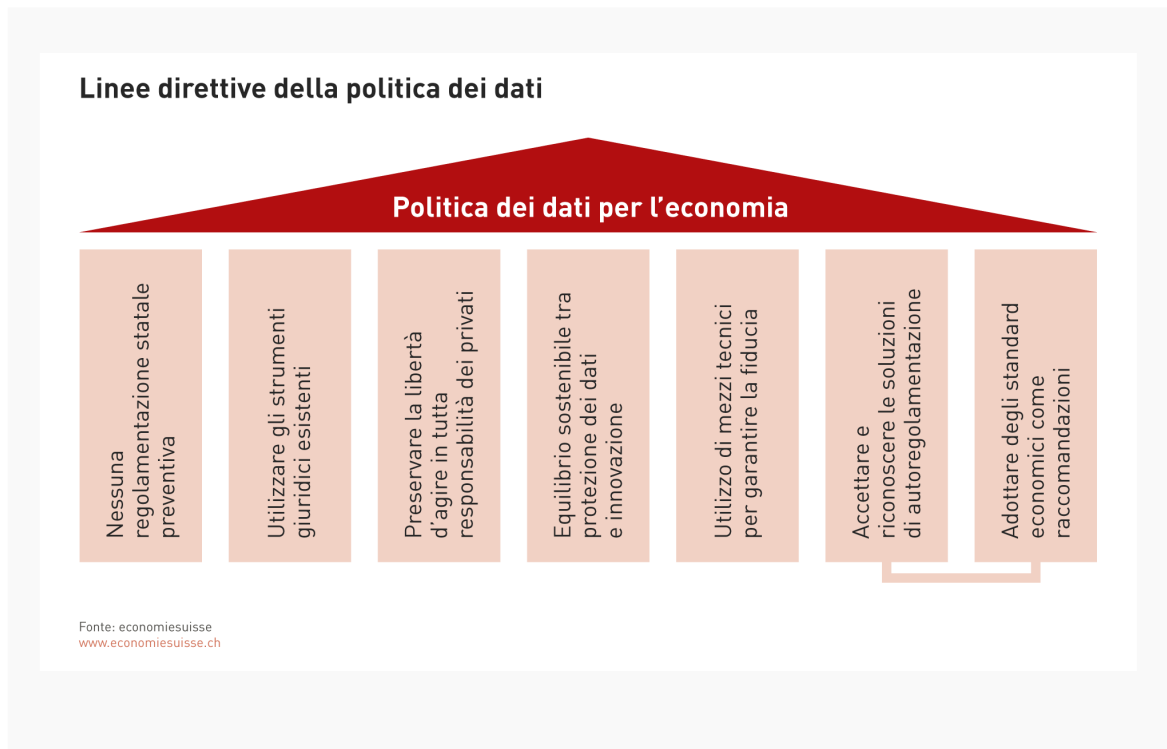 Linee direttive della politica dei dati
Politica dei dati per l’economia
Nessuna
regolamentazione statale
preventiva
Utilizzare gli strumenti
giuridici esistenti
Preservare la libertà
d’agire in tutta
responsabilità dei privati
Equilibrio sostenibile tra
protezione dei dati
e innovazione
Utilizzo di mezzi tecnici
per garantire la fiducia
Accettare e
riconoscere le soluzioni
di autoregolamentazione
Adottare degli standard
economici come
raccomandazioni
Fonte: economiesuisse
www.economiesuisse.ch